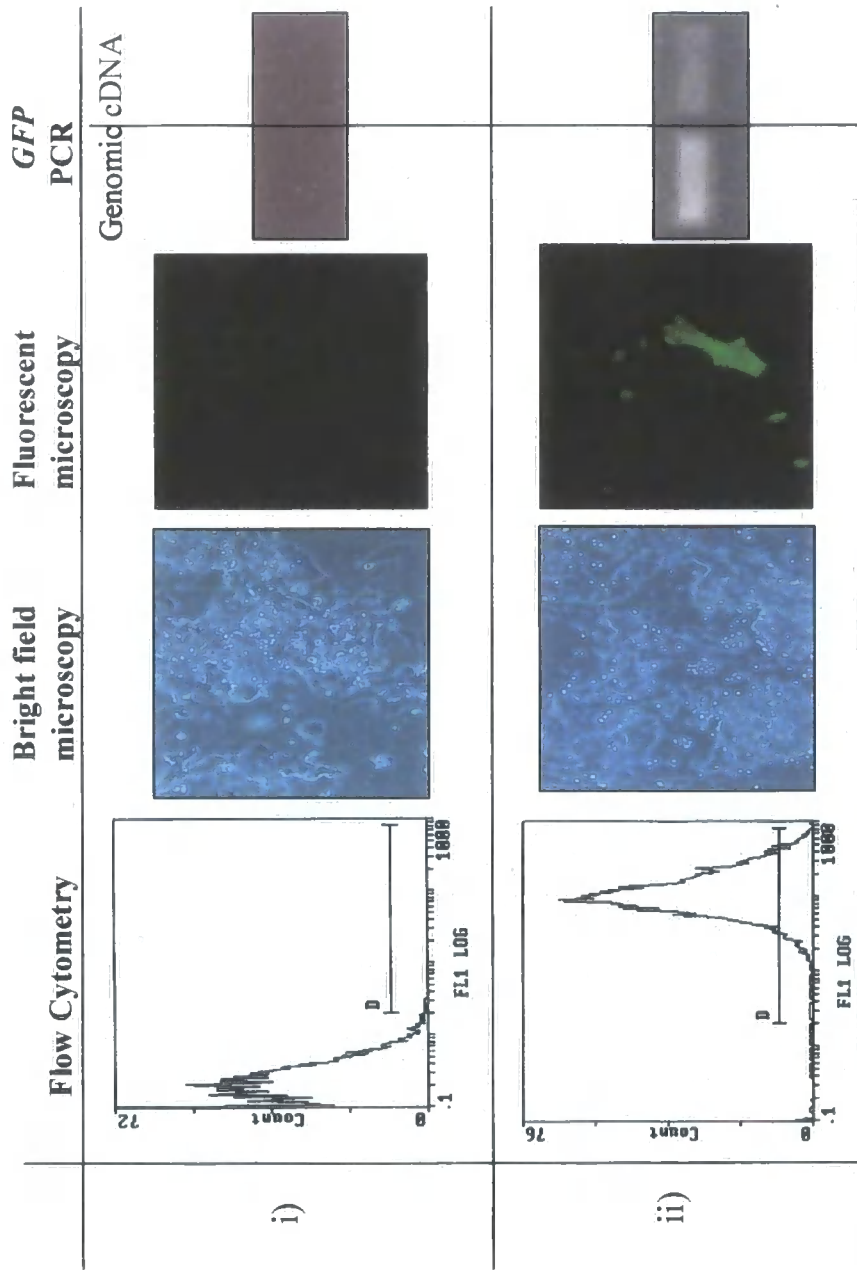 Flow Cytometry
Bright field
microscopy
Fluorescent
microscopy
GFP
PCR
Genomic cDNA
i)
72
Count
0
.1
1000
FL1 LOG
D
ii)
76
Count
0
.1
1000
FL1 LOG
D